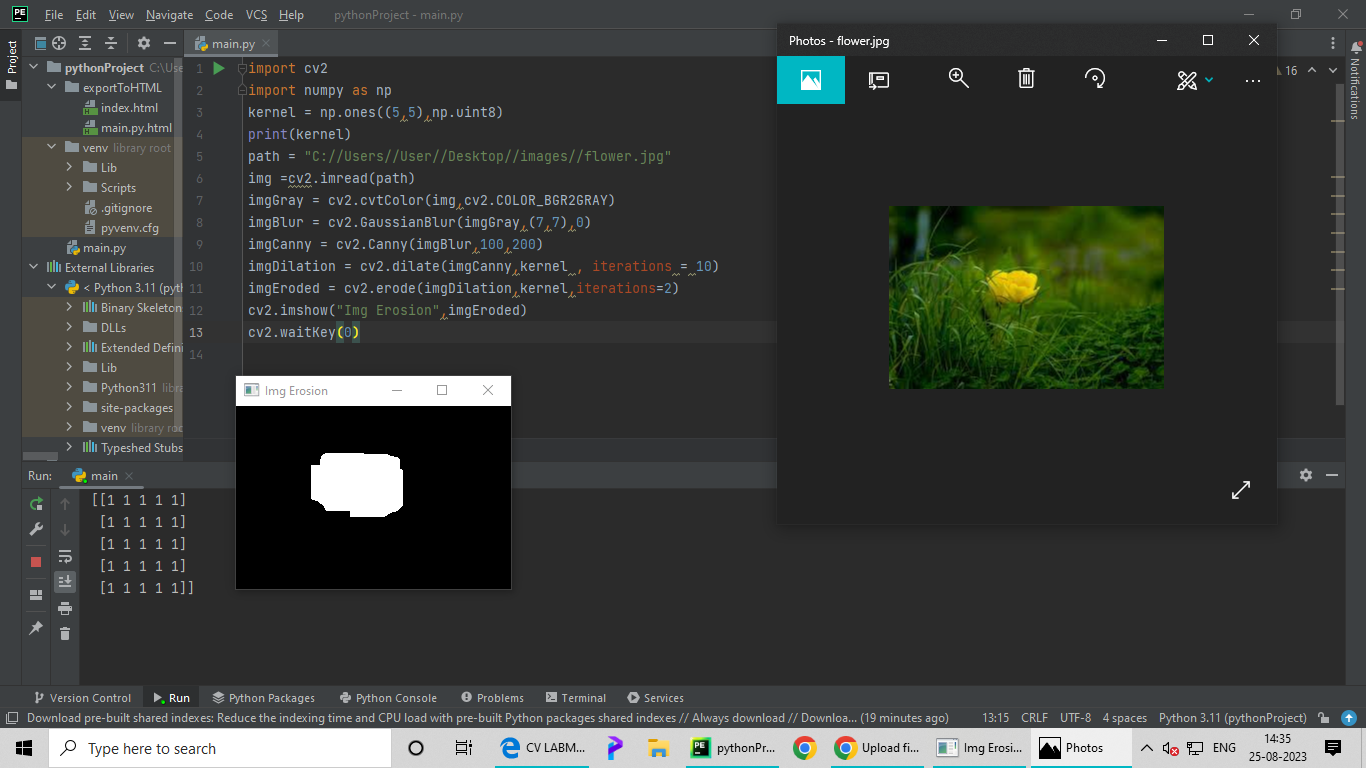 PE File Edit View Navigate Code VCS Help pythonProject - main.py
Project
main.py
pythonProject C:\Use
exportToHTML
index.html
main.py.html
venv library root
Lib
Scripts
.gitignore
pyvenv.cfg
main.py
External Libraries
< Python 3.11 (pyth
Binary Skeleton
DLLs
Extended Defini
Lib
Python311 libra
site-packages
venv library roo
Typeshed Stubs
1 import cv2
2 import numpy as np
3 kernel = np.ones((5,5),np.uint8)
4 print(kernel)
5 path = "C://Users//User//Desktop//images//flower.jpg"
6 img =cv2.imread(path)
7 imgGray = cv2.cvtColor(img,cv2.COLOR_BGR2GRAY)
8 imgBlur = cv2.GaussianBlur(imgGray,(7,7),0)
9 imgCanny = cv2.Canny(imgBlur,100,200)
10 imgDilation = cv2.dilate(imgCanny,kernel , iterations = 10)
11 imgEroded = cv2.erode(imgDilation,kernel,iterations=2)
12 cv2.imshow("Img Erosion",imgEroded)
13 cv2.waitKey(0)
14
16
Notifications
Photos - flower.jpg
Img Erosion
Run: main
[[1 1 1 1 1]
[1 1 1 1 1]
[1 1 1 1 1]
[1 1 1 1 1]
[1 1 1 1 1]]
Version Control Run Python Packages Python Console Problems Terminal Services
Download pre-built shared indexes: Reduce the indexing time and CPU load with pre-built Python packages shared indexes // Always download // Downloa... (19 minutes ago) 13:15 CRLF UTF-8 4 spaces Python 3.11 (pythonProject)
Type here to search CV LABM... PE pythonPr... Upload fi... Img Erosi... Photos ENG 14:35
25-08-2023